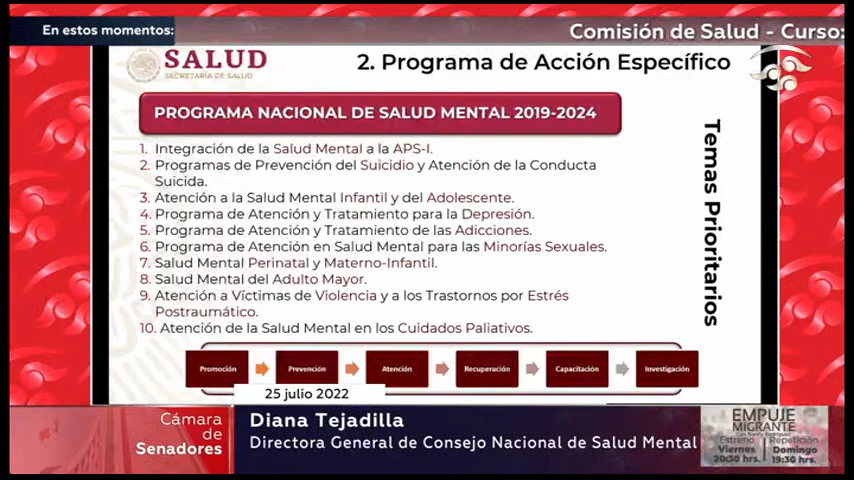 En estos momentos:
Comisión de Salud - Curso:
SALUD
SECRETARÍA DE SALUD
2. Programa de Acción Específico
PROGRAMA NACIONAL DE SALUD MENTAL 2019-2024
1. Integración de la Salud Mental a la APS-I.
2. Programas de Prevención del Suicidio y Atención de la Conducta
Suicida.
3. Atención a la Salud Mental Infantil y del Adolescente.
4. Programa de Atención y Tratamiento para la Depresión.
5. Programa de Atención y Tratamiento de las Adicciones.
6. Programa de Atención en Salud Mental para las Minorías Sexuales.
7. Salud Mental Perinatal y Materno-Infantil.
8. Salud Mental del Adulto Mayor.
9. Atención a Víctimas de Violencia y a los Trastornos por Estrés
Postraumático.
10. Atención de la Salud Mental en los Cuidados Paliativos.
Temas Prioritarios
Promoción
Prevención
Atención
Recuperación
Capacitación
Investigación
25 julio 2022
Cámara
de
Senadores
Diana Tejadilla
Directora General de Consejo Nacional de Salud Mental
EMPUJE
MIGRANTE
Estreno
Viernes
20:30 hrs.
Repetición
Domingo
19:30 hrs.